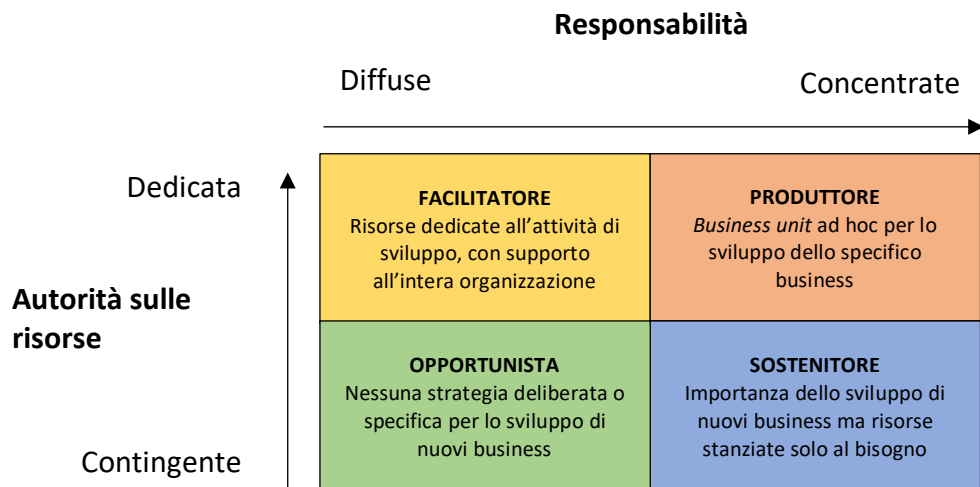 Responsabilità
Diffuse
Concentrate
Dedicata
Autorità sulle
risorse
Contingente
FACILITATORE
Risorse dedicate all’attività di
sviluppo, con supporto
all’intera organizzazione
PRODUTTORE
Business unit ad hoc per lo
sviluppo dello specifico
business
OPPORTUNISTA
Nessuna strategia deliberata o
specifica per lo sviluppo di
nuovi business
SOSTENITORE
Importanza dello sviluppo di
nuovi business ma risorse
stanziate solo al bisogno